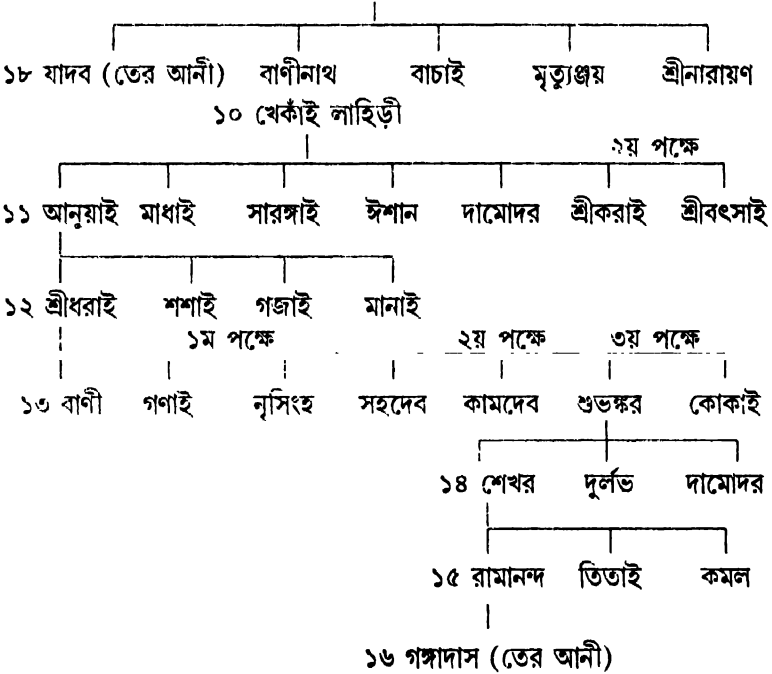 ১৮ যাদব (তের আনী) বাণীনাথ বাচাই মৃত্যুঞ্জয় শ্রীনারায়ণ
১০ খেকাঁই লাহিড়ী
২য় পক্ষে
১১ আনুয়াই মাধাই সারঙ্গাই ঈশান দামোদর শ্রীকরাই শ্রীবৎসাই
১২ শ্রীধরাই শশাই গজাই মানাই
১ম পক্ষে ২য় পক্ষে ৩য় পক্ষে
১৩ বাণী গণাই নৃসিংহ সহদেব কামদেব শুভঙ্কর কোকাই
১৪ শেখর দুর্লভ দামোদর
১৫ রামানন্দ তিতাই কমল
১৬ গঙ্গাদাস (তের আনী)